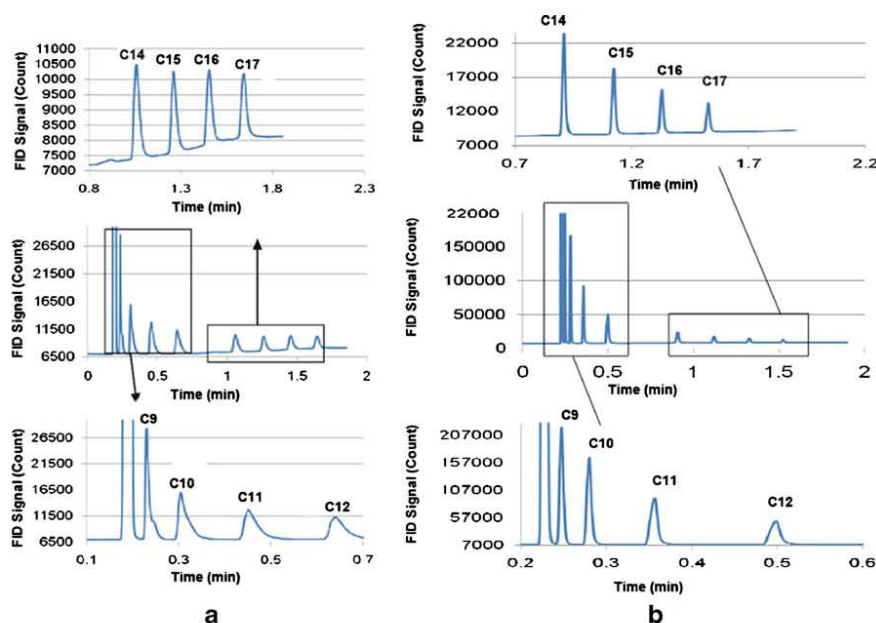 11000
10500
10000
9500
9000
8500
8000
7500
7000
FID Signal (Count)
C14 C15 C16 C17
0.8 1.3 1.8 2.3
Time (min)
26500
21500
16500
11500
6500
FID Signal (Count)
0 0.5 1 1.5 2
Time (min)
26500
21500
16500
11500
6500
FID Signal (Count)
C9
C10
C11
C12
0.1 0.3 0.5 0.7
Time (min)
a
22000
17000
12000
7000
FID Signal (Count)
C14
C15
C16
C17
0.7 1.2 1.7 2.2
Time (min)
22000
150000
100000
50000
0
FID Signal (Count)
0 0.5 1 1.5 2
Time (min)
207000
157000
107000
57000
7000
FID Signal (Count)
C9
C10
C11
C12
0.2 0.3 0.4 0.5 0.6
Time (min)
b